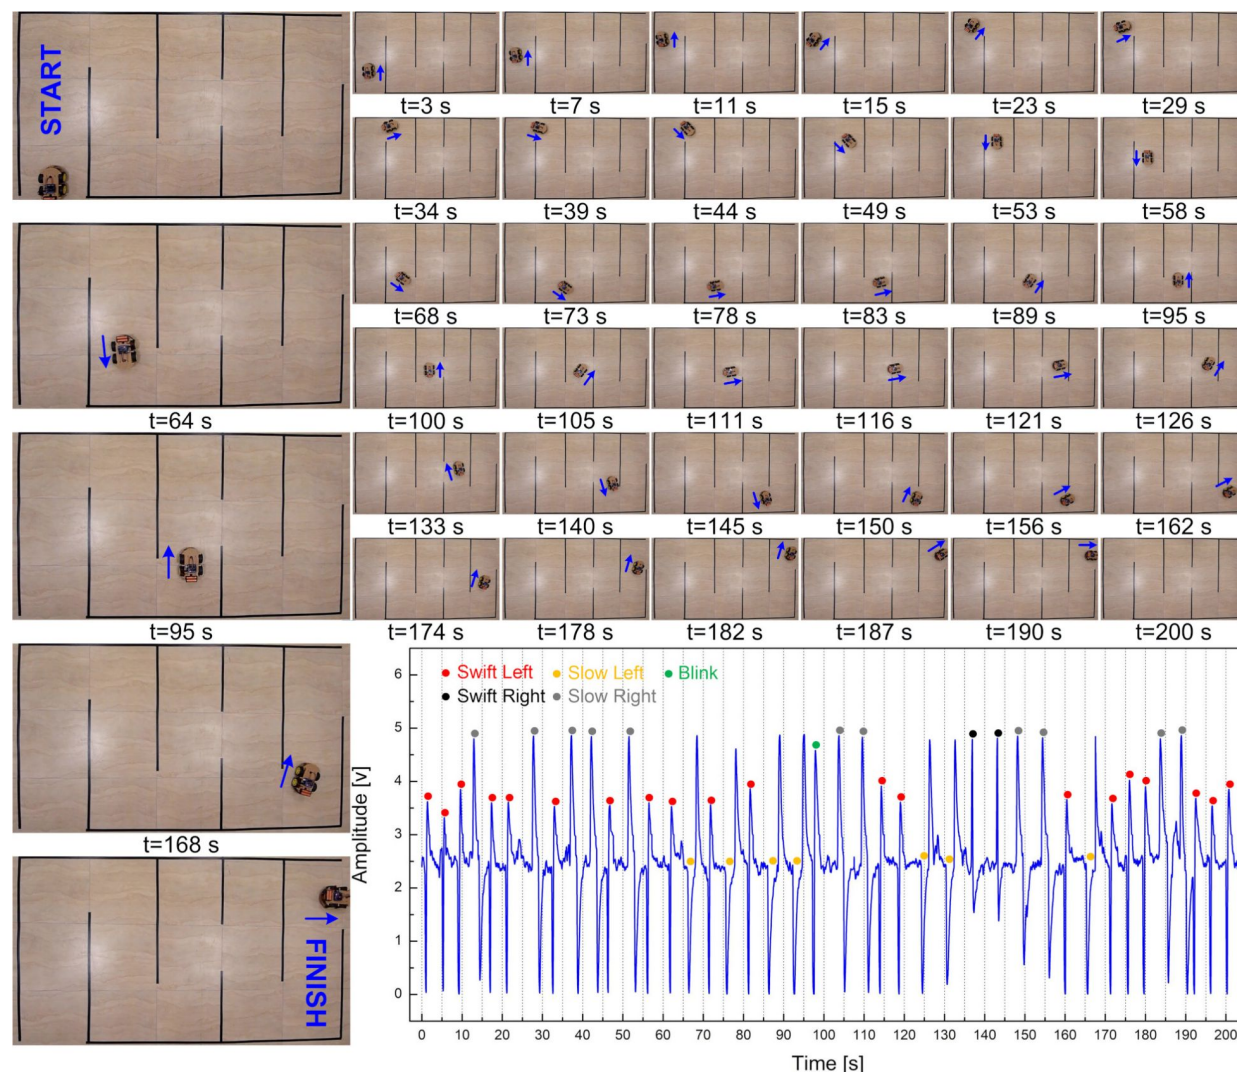 START
t=3 s
t=7 s
t=11 s
t=15 s
t=23 s
t=29 s
t=34 s
t=39 s
t=44 s
t=49 s
t=53 s
t=58 s
t=64 s
t=68 s
t=73 s
t=78 s
t=83 s
t=89 s
t=95 s
t=95 s
t=100 s
t=105 s
t=111 s
t=116 s
t=121 s
t=126 s
t=133 s
t=140 s
t=145 s
t=150 s
t=156 s
t=162 s
t=168 s
t=174 s
t=178 s
t=182 s
t=187 s
t=190 s
t=200 s
FINISH
Swift Left Slow Left Blink
Swift Right Slow Right
Amplitude [v]
6
5
4
3
2
1
0
0 10 20 30 40 50 60 70 80 90 100 110 120 130 140 150 160 170 180 190 200
Time [s]